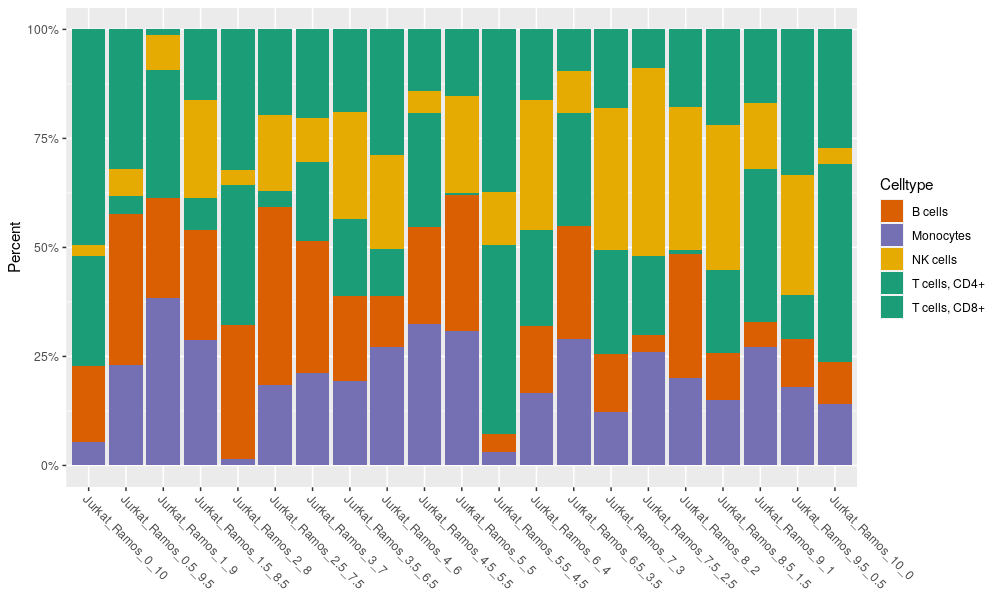 100%
75%
50%
25%
0%
Percent
Jurkat_Ramos_0_10
Jurkat_Ramos_0.5_9.5
Jurkat_Ramos_1_9
Jurkat_Ramos_1.5_8.5
Jurkat_Ramos_2_8
Jurkat_Ramos_2.5_7.5
Jurkat_Ramos_3_7
Jurkat_Ramos_3.5_6.5
Jurkat_Ramos_4_6
Jurkat_Ramos_4.5_5.5
Jurkat_Ramos_5_5
Jurkat_Ramos_5.5_4.5
Jurkat_Ramos_6_4
Jurkat_Ramos_6.5_3.5
Jurkat_Ramos_7_3
Jurkat_Ramos_7.5_2.5
Jurkat_Ramos_8_2
Jurkat_Ramos_8.5_1.5
Jurkat_Ramos_9_1
Jurkat_Ramos_9.5_0.5
Jurkat_Ramos_10_0
Celltype
B cells
Monocytes
NK cells
T cells, CD4+
T cells, CD8+